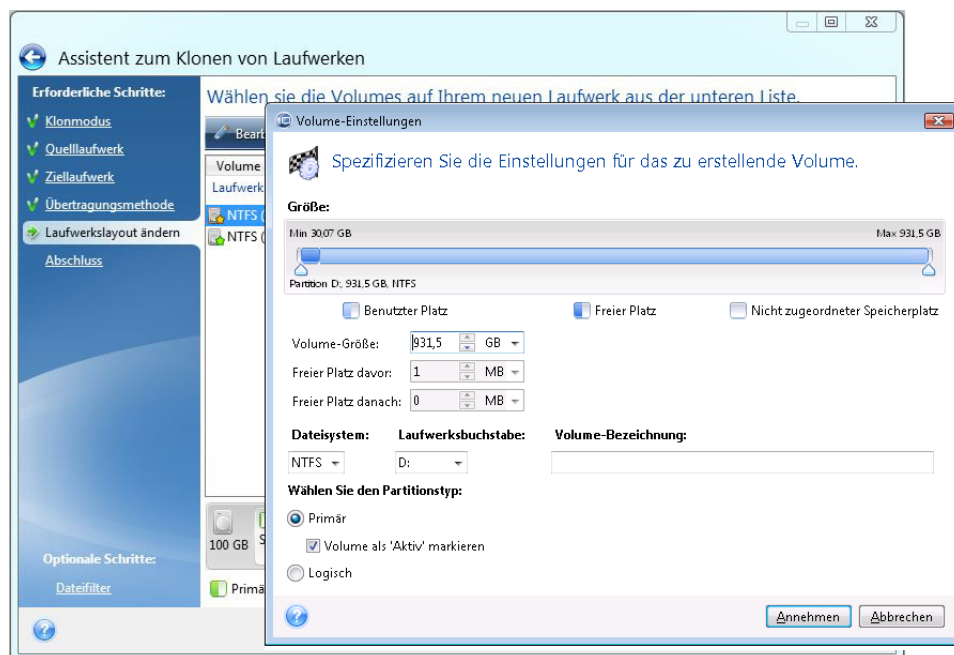 Assistent zum Klonen von Laufwerken
Erforderliche Schritte:
Klonmodus
Quelllaufwerk
Ziellaufwerk
Übertragungsmethode
Laufwerkslayout ändern
Abschluss
Optionale Schritte:
Dateifilter
Wählen sie die Volumes auf Ihrem neuen Laufwerk aus der unteren Liste.
Bearb
Volume
Laufwerk
NTFS (
NTFS (
100 GB S
Primä
Volume-Einstellungen
Spezifizieren Sie die Einstellungen für das zu erstellende Volume.
Größe:
Min 30,07 GB Max 931,5 GB
Partition D:, 931,5 GB, NTFS
Benutzter Platz Freier Platz Nicht zugeordneter Speicherplatz
Volume-Größe: 931,5 GB
Freier Platz davor: 1 MB
Freier Platz danach: 0 MB
Dateisystem: Laufwerksbuchstabe: Volume-Bezeichnung:
NTFS D:
Wählen Sie den Partitionstyp:
Primär
Volume als 'Aktiv' markieren
Logisch
Annehmen Abbrechen